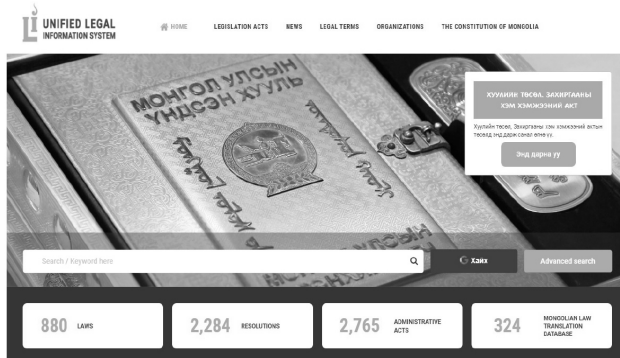 UNIFIED LEGAL
INFORMATION SYSTEM
HOME
LEGISLATION ACTS
NEWS
LEGAL TERMS
ORGANIZATIONS
THE CONSTITUTION OF MONGOLIA
МОНГОЛ УЛСЫН
ҮНДСЭН ХУУЛЬ
ХУУЛИЙН ТӨСӨЛ, ЗАХИРГААНЫ
ХЭМ ХЭМЖЭЭНИЙ АКТ
Хуулийн төсөл, Захиргааны хэм хэмжээний актын
төсөлд энд дарж санал өгнө үү.
Энд дарна уу
Search / Keyword here
Хайх
Advanced search
880 LAWS
2,284 RESOLUTIONS
2,765 ADMINISTRATIVE
ACTS
324 MONGOLIAN LAW
TRANSLATION
DATABASE